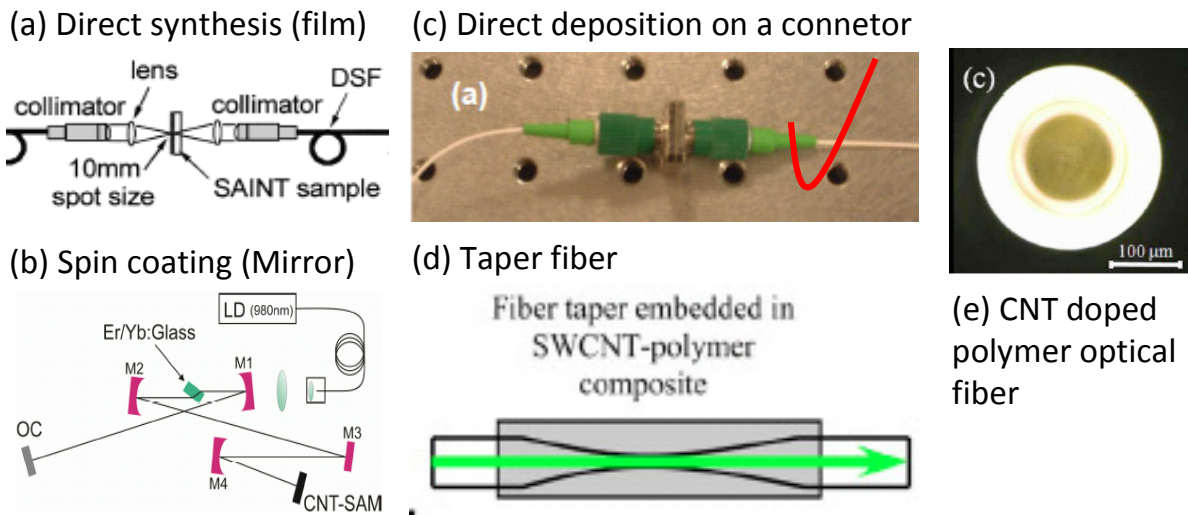 (a) Direct synthesis (film)
lens
DSF
collimator
collimator
10mm
spot size
SAINT sample
(b) Spin coating (Mirror)
LD (980nm)
Er/Yb:Glass
M2
M1
OC
M3
M4
CNT-SAM
(c) Direct deposition on a connetor
(a)
(d) Taper fiber
Fiber taper embedded in
SWCNT-polymer
composite
(c)
100 μm
(e) CNT doped
polymer optical
fiber